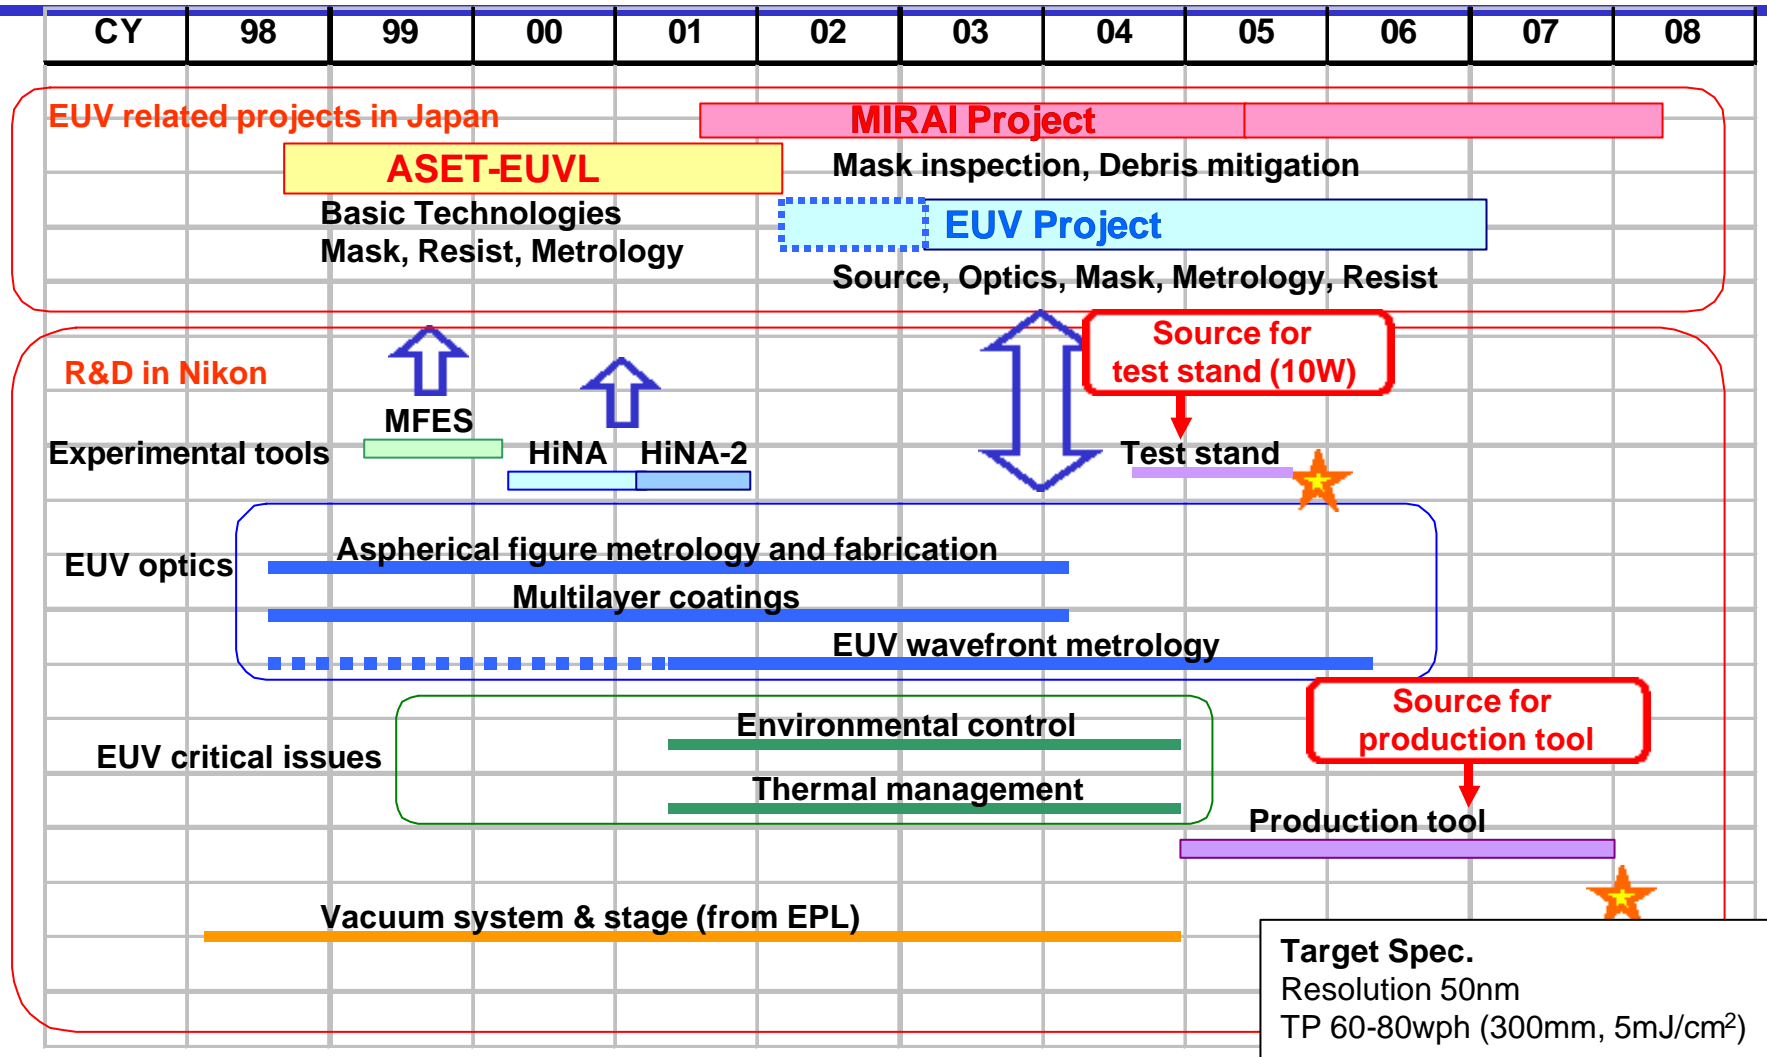 CY 98 99 00 01 02 03 04 05 06 07 08
EUV related projects in Japan
MIRAI Project
ASET-EUVL
Mask inspection, Debris mitigation
Basic Technologies
Mask, Resist, Metrology
EUV Project
Source, Optics, Mask, Metrology, Resist
Source for
test stand (10W)
R&D in Nikon
MFES
Experimental tools
HiNA
HiNA-2
Test stand
EUV optics
Aspherical figure metrology and fabrication
Multilayer coatings
EUV wavefront metrology
Source for
production tool
EUV critical issues
Environmental control
Thermal management
Production tool
Vacuum system & stage (from EPL)
Target Spec.
Resolution 50nm
TP 60-80wph (300mm, 5mJ/cm²)